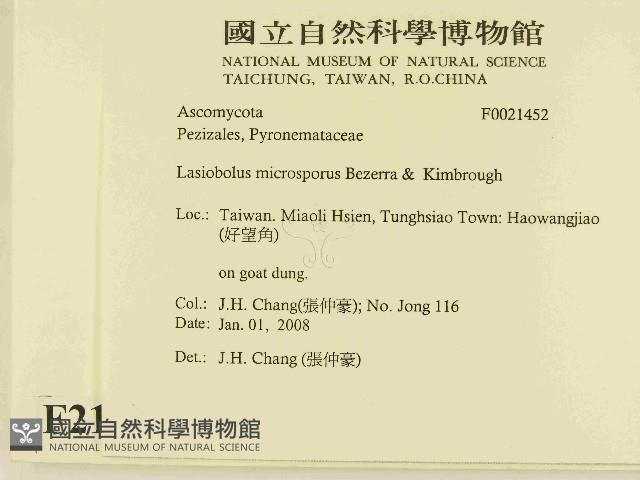 國立自然科學博物館
NATIONAL MUSEUM OF NATURAL SCIENCE
TAICHUNG, TAIWAN, R.O.CHINA
Ascomycota F0021452
Pezizales, Pyronemataceae
Lasiobolus microsporus Bezerra & Kimbrough
Loc.: Taiwan. Miaoli Hsien, Tunghsiao Town: Haowangjiao
(好望角)
on goat dung.
Col.: J.H. Chang(張仲豪); No. Jong 116
Date: Jan. 01, 2008
Det.: J.H. Chang (張仲豪)
F21
國立自然科學博物館
NATIONAL MUSEUM OF NATURAL SCIENCE